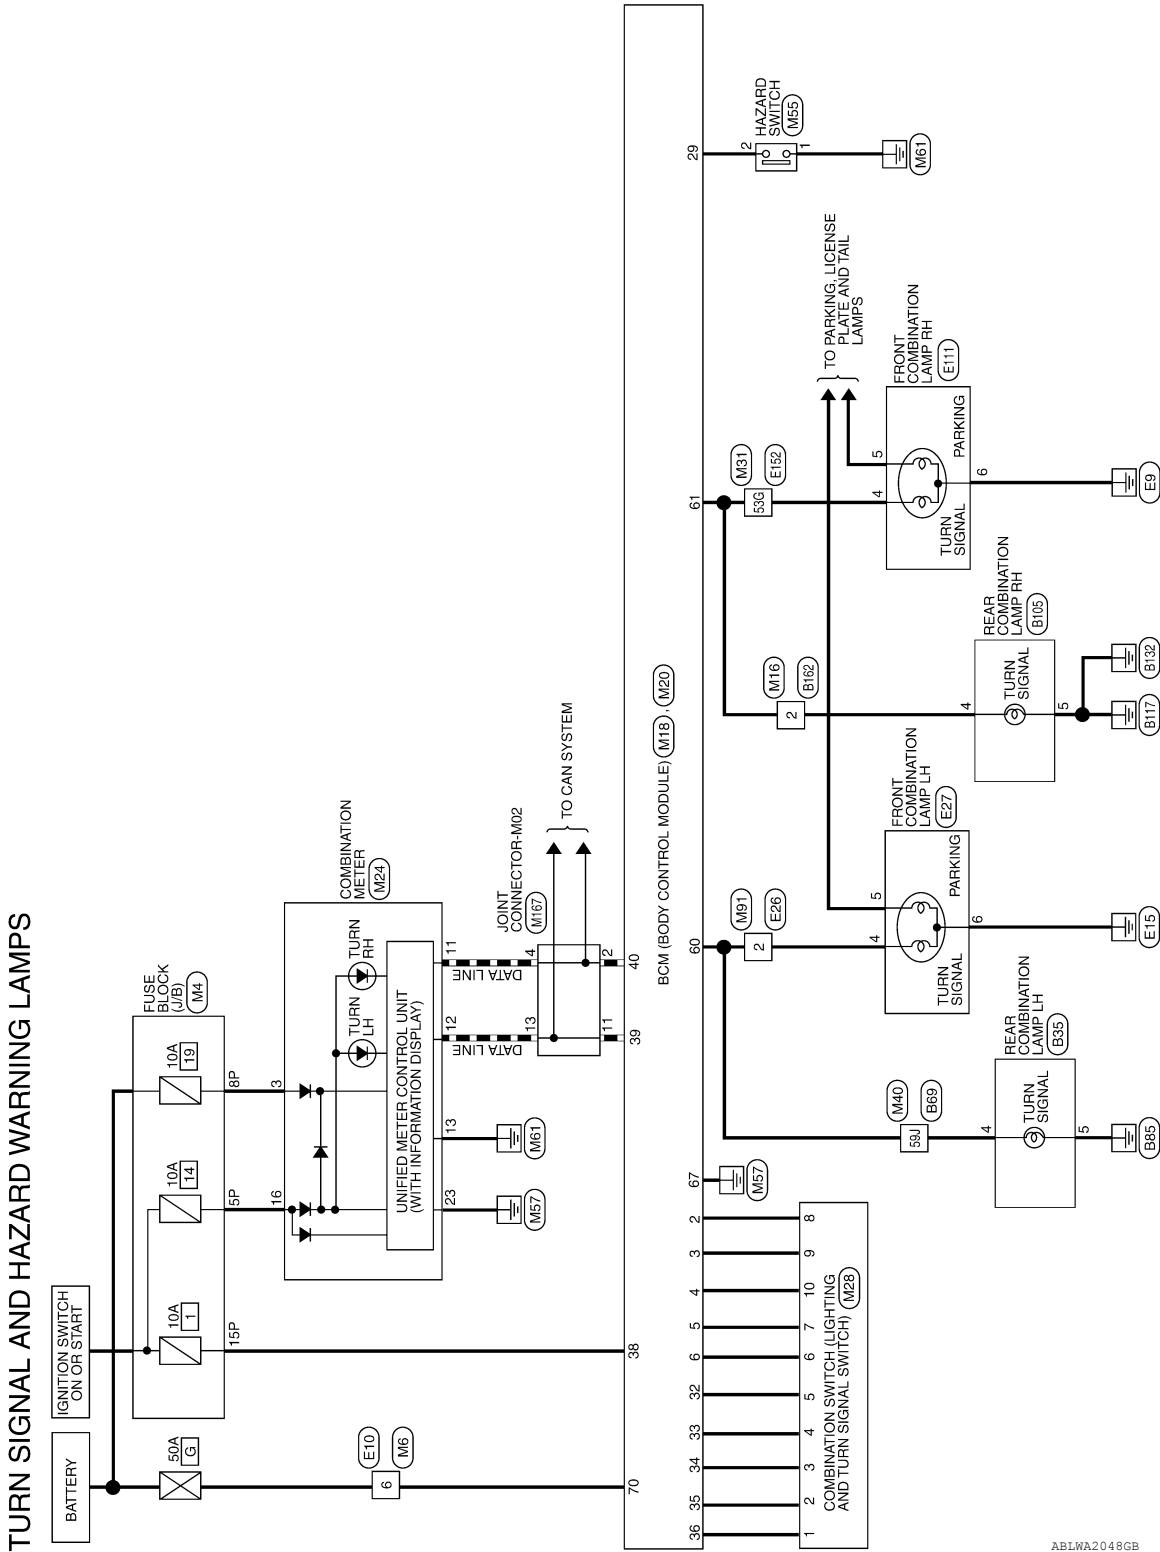 TURN SIGNAL AND HAZARD WARNING LAMPS
BATTERY
IGNITION SWITCH
ON OR START
50A
G
10A
1
10A
14
10A
19
FUSE
BLOCK
(J/B)
M4
15P
5P
8P
E10
6
M6
16
3
COMBINATION
METER
M24
TURN
LH
TURN
RH
UNIFIED METER CONTROL UNIT
(WITH INFORMATION DISPLAY)
23
13
12
11
M57
M61
DATA LINE
DATA LINE
JOINT
CONNECTOR-M02
M167
13
4
11
2
TO CAN SYSTEM
70
38
39
40
BCM (BODY CONTROL MODULE) M18 , M20
36
35
34
33
32
6
5
4
3
2
67
60
61
29
1
2
3
4
5
6
7
10
9
8
COMBINATION SWITCH (LIGHTING
AND TURN SIGNAL SWITCH) M28
M57
M40
59J
B69
M91
2
E26
M16
2
B162
M31
53G
E152
2
HAZARD
SWITCH
M55
1
M61
TO PARKING, LICENSE
PLATE AND TAIL
LAMPS
4
TURN
SIGNAL
5
REAR
COMBINATION
LAMP LH
B35
B85
4
5
TURN
SIGNAL
PARKING
6
FRONT
COMBINATION
LAMP LH
E27
E15
4
TURN
SIGNAL
5
REAR
COMBINATION
LAMP RH
B105
B117
B132
4
5
TURN
SIGNAL
PARKING
6
FRONT
COMBINATION
LAMP RH
E111
E9
ABLWA2048GB